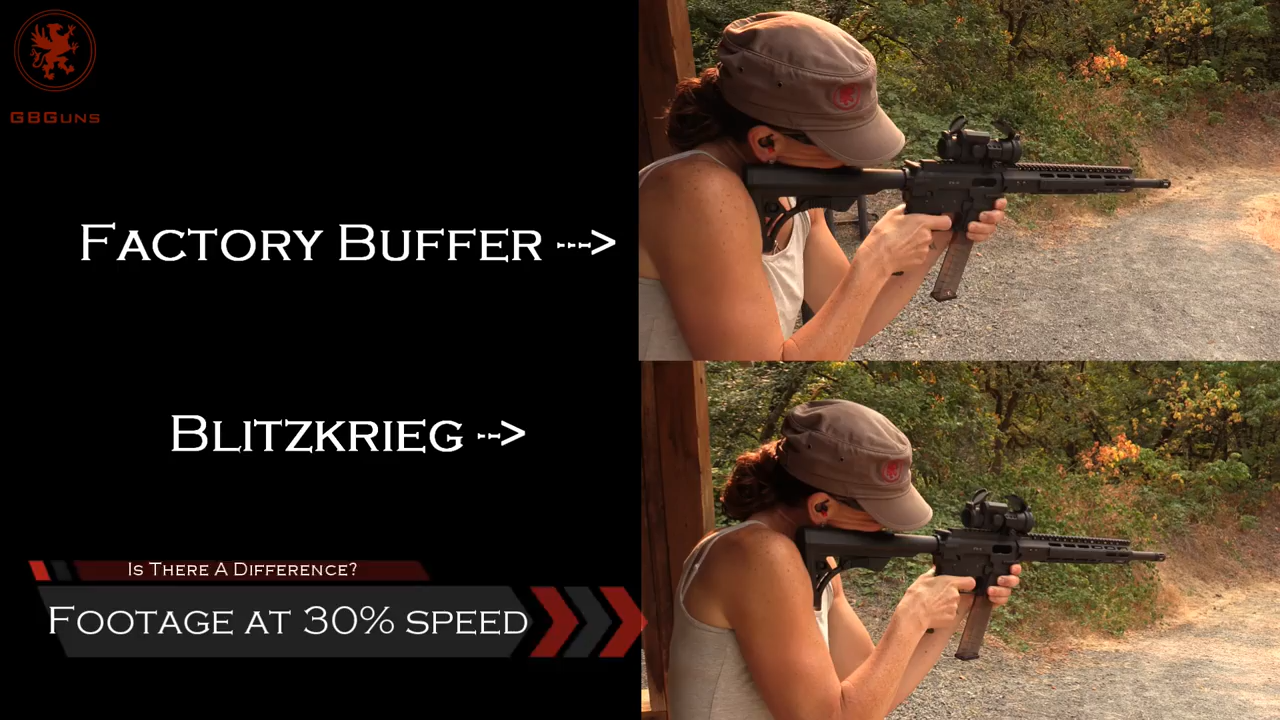 GBGuns
Factory Buffer --->
Blitzkrieg -->
Is There A Difference?
Footage at 30% speed